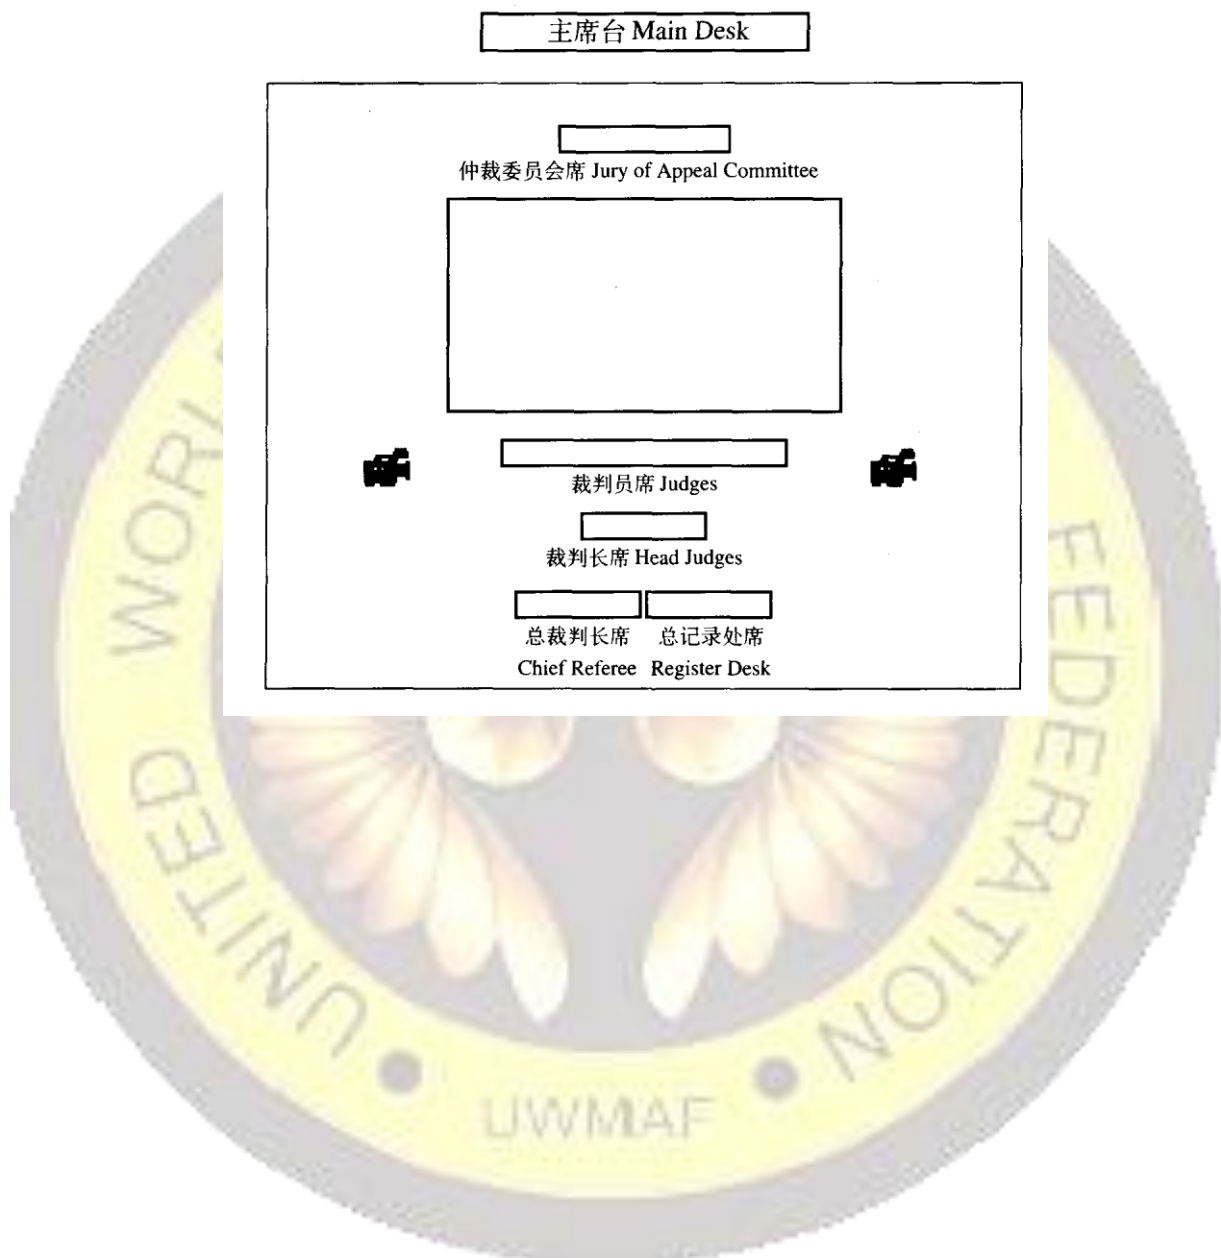 主席台 Main Desk
仲裁委员会席 Jury of Appeal Committee
裁判员席 Judges
裁判长席 Head Judges
总裁判长席 总记录处席
Chief Referee Register Desk
UNITED WORL
FEDERATION
UWMAF